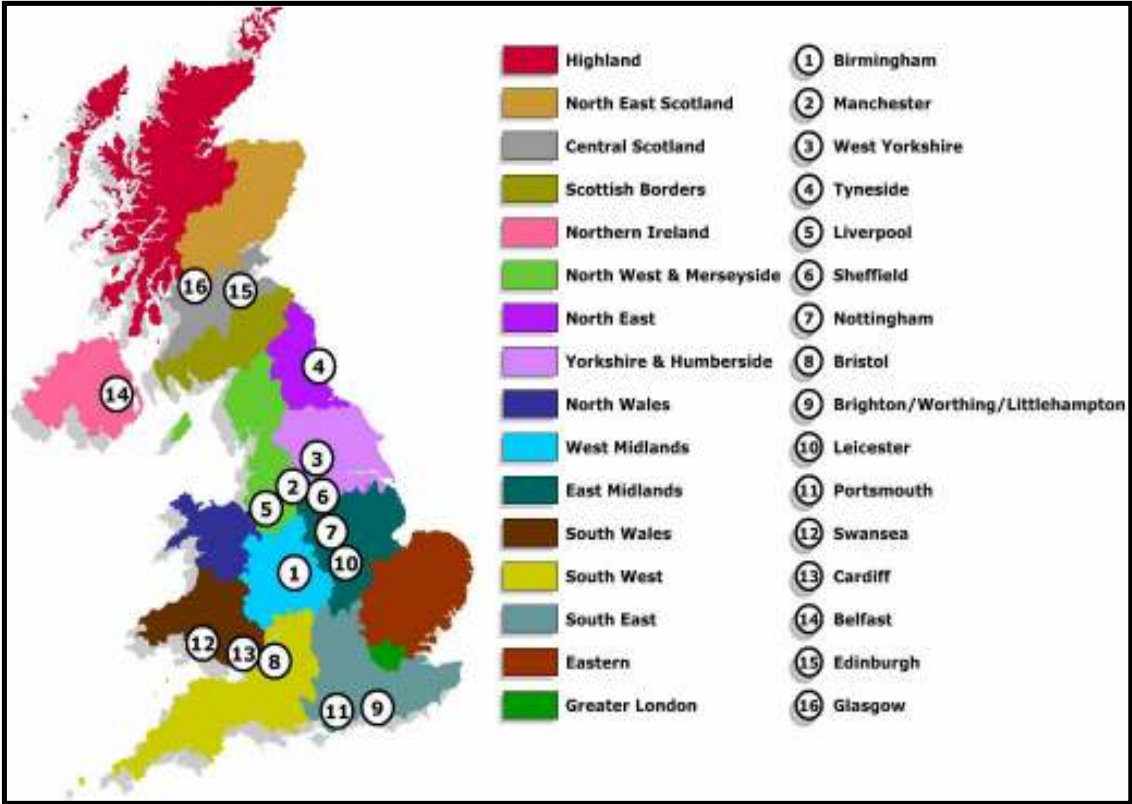 Highland
North East Scotland
Central Scotland
Scottish Borders
Northern Ireland
North West & Merseyside
North East
Yorkshire & Humberside
North Wales
West Midlands
East Midlands
South Wales
South West
South East
Eastern
Greater London
1 Birmingham
2 Manchester
3 West Yorkshire
4 Tyneside
5 Liverpool
6 Sheffield
7 Nottingham
8 Bristol
9 Brighton/Worthing/Littlehampton
10 Leicester
11 Portsmouth
12 Swansea
13 Cardiff
14 Belfast
15 Edinburgh
16 Glasgow
16
15
4
14
3
2
6
5
7
10
1
12
13
8
11
9